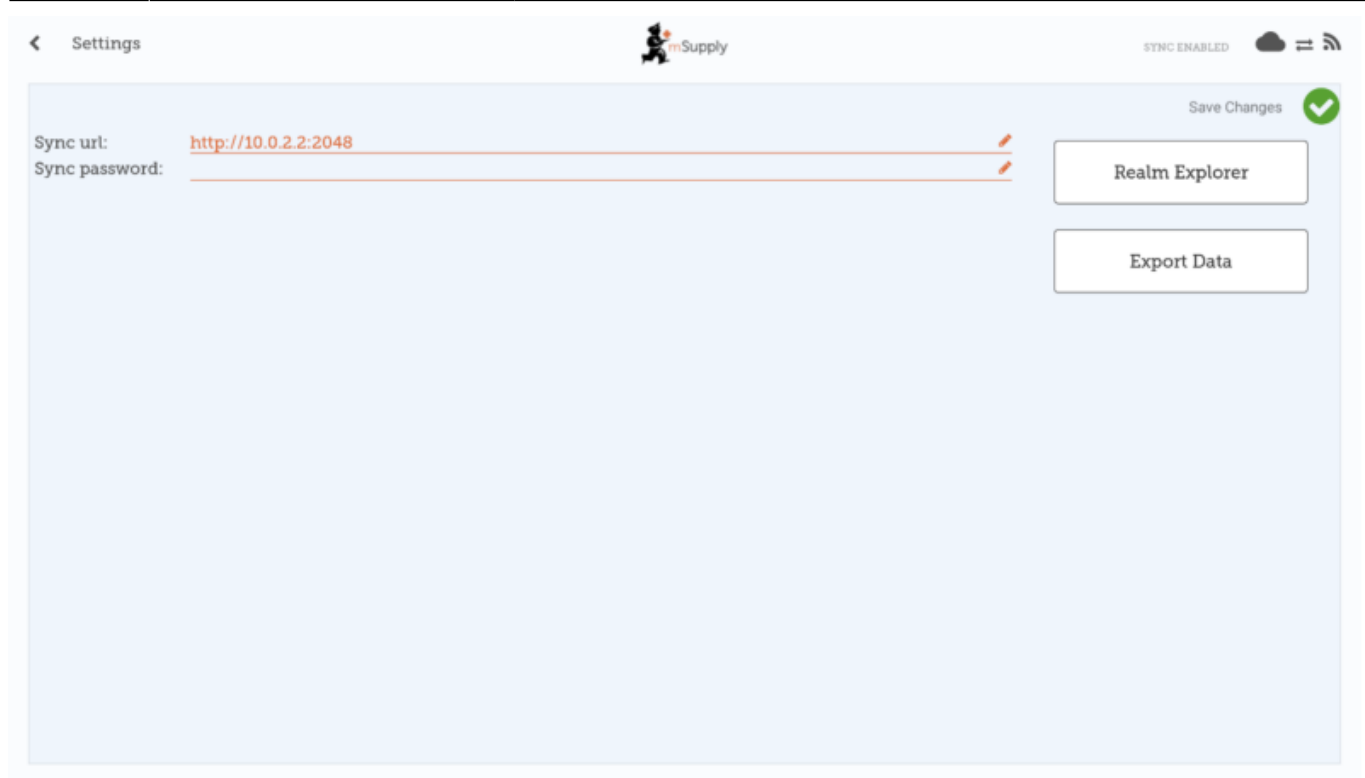 Settings
mSupply
SYNC ENABLED
Save Changes
Sync url: http://10.0.2.2:2048
Sync password:
Realm Explorer
Export Data